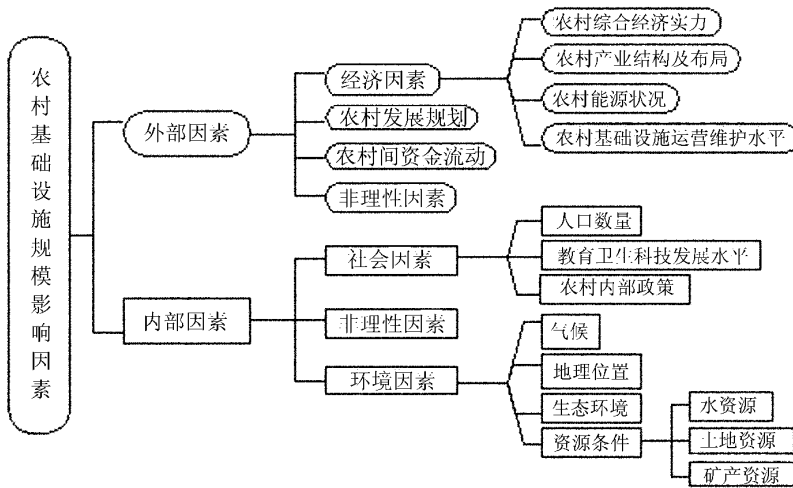 农村基础设施规模影响因素
外部因素
经济因素
农村综合经济实力
农村产业结构及布局
农村能源状况
农村基础设施运营维护水平
农村发展规划
农村间资金流动
非理性因素
内部因素
社会因素
人口数量
教育卫生科技发展水平
农村内部政策
非理性因素
环境因素
气候
地理位置
生态环境
资源条件
水资源
土地资源
矿产资源